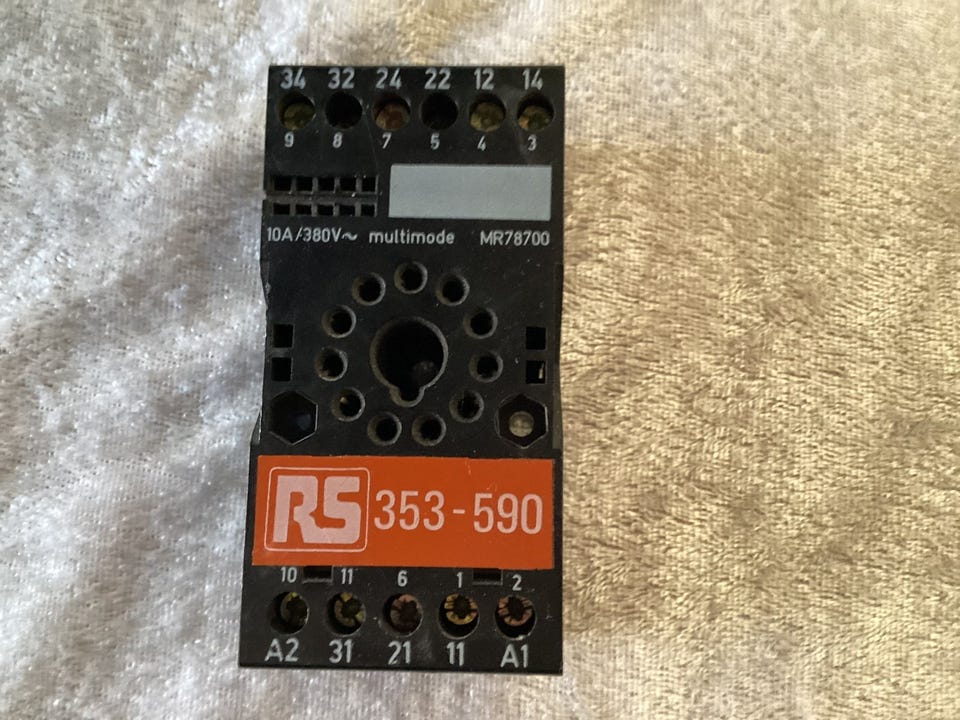 34 32 24 22 12 14
9 8 7 5 4 3
10A/380V~ multimode MR78700
RS 353-590
10 11 6 1 2
A2 31 21 11 A1